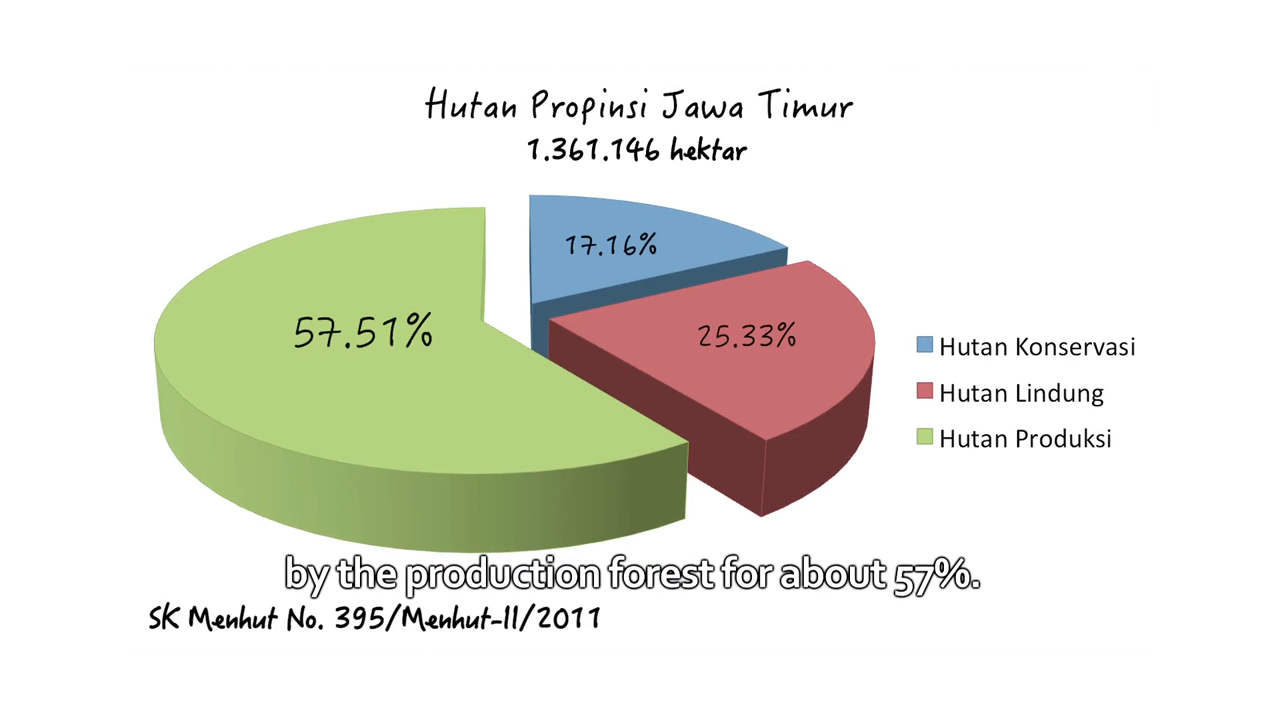 Hutan Propinsi Jawa Timur
1.361.146 hektar
17.16%
57.51%
25.33%
Hutan Konservasi
Hutan Lindung
Hutan Produksi
by the production forest for about 57%.
SK Menhut No. 395/Menhut-II/2011